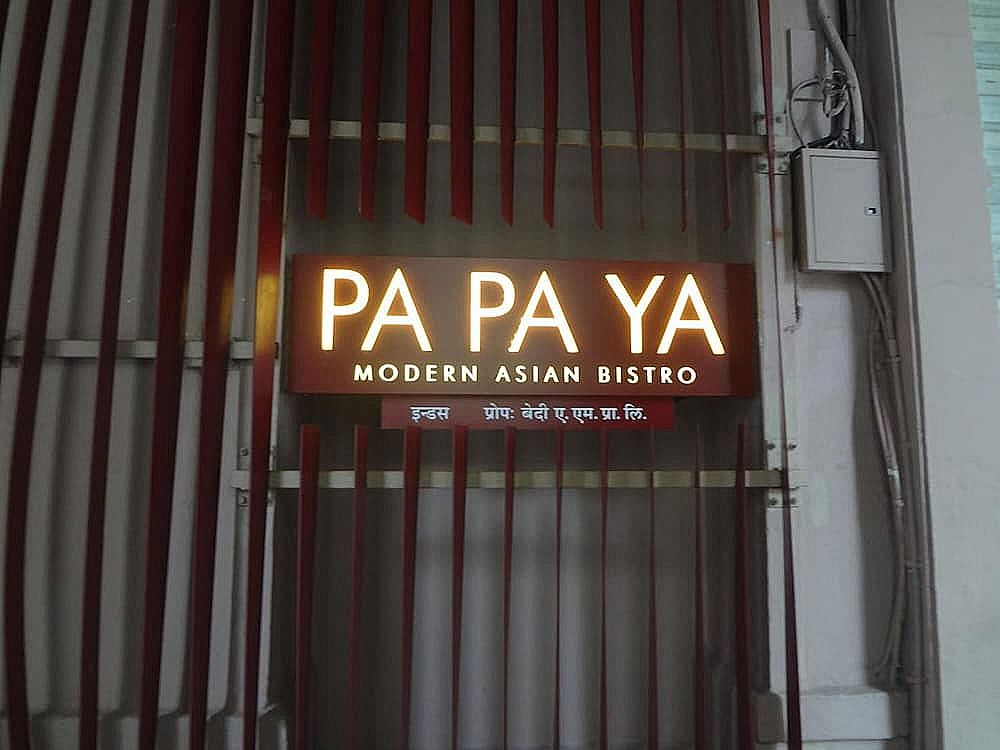 PA PA YA
MODERN ASIAN BISTRO
इन्डस प्रोपः बेदी ए. एम. प्रा. लि.